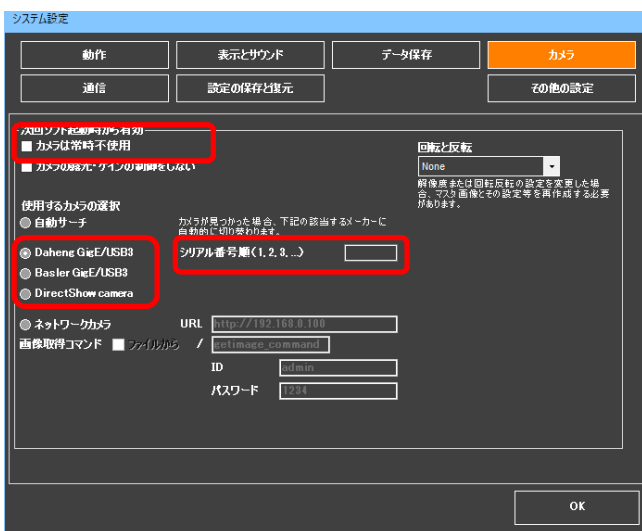 システム設定
動作
表示とサウンド
データ保存
カメラ
通信
設定の保存と復元
その他の設定
次回ソフト起動時から有効
カメラは常時不使用
カメラの露光・ゲインの制御をしない
回転と反転
None
解像度または回転反転の設定を変更した場
合、マスク画像とその設定等を再作成する必要
があります。
使用するカメラの選択
自動サーチ
カメラが見つかった場合、下記の該当するメーカーに
自動的に切り替わります。
Daheng GigE/USB3
シリアル番号順(1, 2, 3, ...)
Basler GigE/USB3
DirectShow camera
ネットワークカメラ
URL http://192.168.0.100
画像取得コマンド ファイルから / getimage_command
ID admin
パスワード 1234
OK